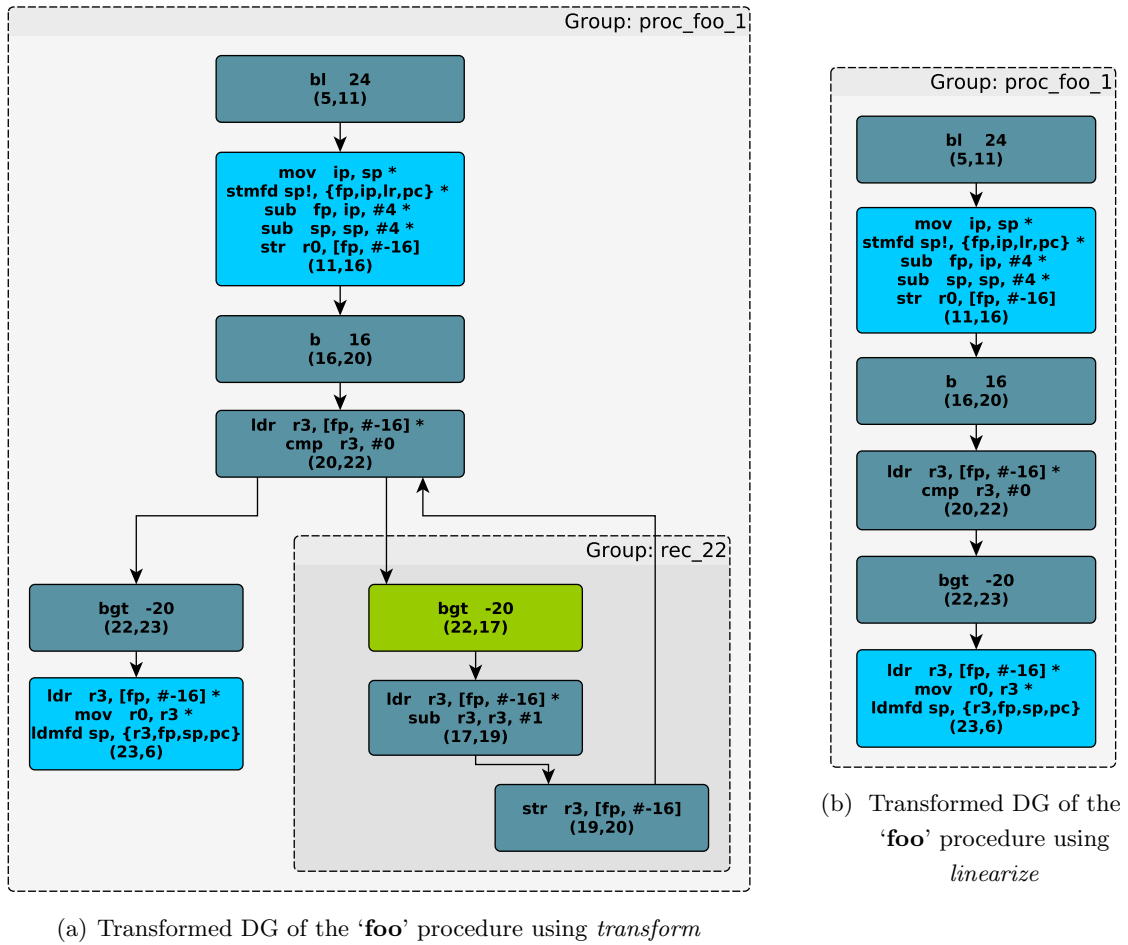 Group: proc_foo_1
bl 24
(5,11)
mov ip, sp *
stmfd sp!, {fp,ip,lr,pc} *
sub fp, ip, #4 *
sub sp, sp, #4 *
str r0, [fp, #-16]
(11,16)
b 16
(16,20)
ldr r3, [fp, #-16] *
cmp r3, #0
(20,22)
Group: rec_22
bgt -20
(22,23)
bgt -20
(22,17)
ldr r3, [fp, #-16] *
mov r0, r3 *
ldmfd sp, {r3,fp,sp,pc}
(23,6)
ldr r3, [fp, #-16] *
sub r3, r3, #1
(17,19)
str r3, [fp, #-16]
(19,20)
(a) Transformed DG of the ‘foo’ procedure using transform
Group: proc_foo_1
bl 24
(5,11)
mov ip, sp *
stmfd sp!, {fp,ip,lr,pc} *
sub fp, ip, #4 *
sub sp, sp, #4 *
str r0, [fp, #-16]
(11,16)
b 16
(16,20)
ldr r3, [fp, #-16] *
cmp r3, #0
(20,22)
bgt -20
(22,23)
ldr r3, [fp, #-16] *
mov r0, r3 *
ldmfd sp, {r3,fp,sp,pc}
(23,6)
(b) Transformed DG of the
‘foo’ procedure using
linearize